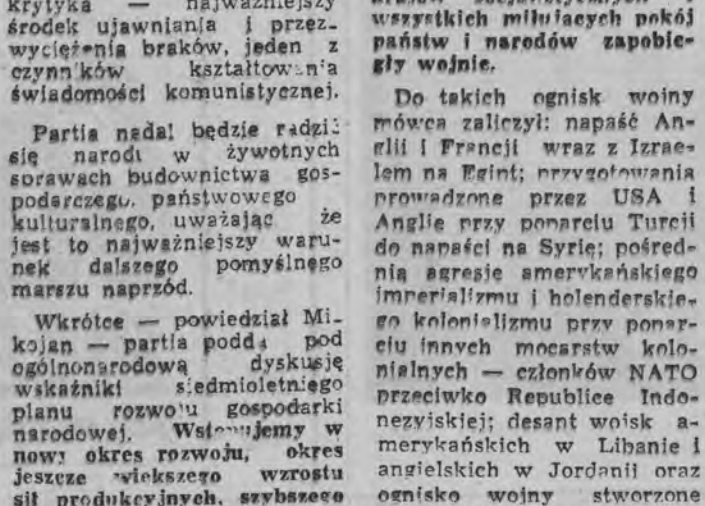 krytyka — najważniejszy
środek ujawniania i przez-
wyciężenia braków, jeden z
czynników kształtowania
świadomości komunistycznej.
Partia nadal będzie radzić
się narodu w żywotnych
sprawach budownictwa gos-
podarczego, państwowego
kulturalnego, uważając że
jest to najważniejszy waru-
nek dalszego pomyślnego
marszu naprzód.
Wkrótce — powiedział Mi-
kojan — partia podda pod
ogólnonarodową dyskusję
wskaźniki siedmioletniego
planu rozwoju gospodarki
narodowej. Wstępujemy w
nowy okres rozwoju, okres
jeszcze większego wzrostu
sił produkcyjnych, szybszego
wszystkich miłujących pokój
państw i narodów zapobie-
gły wojnie.
Do takich ognisk wojny
mówca zaliczył: napaść An-
glii i Francji wraz z Izrae-
lem na Egipt; przygotowania
prowadzone przez USA i
Anglię przy poparciu Turcji
do napaści na Syrię; pośred-
nią agresję amerykańskiego
imperializmu i holenderskie-
go kolonializmu przy popar-
ciu innych mocarstw kolo-
nialnych — członków NATO
przeciwko Republice Indo-
nezyjskiej; desant wojsk a-
merykańskich w Libanie i
angielskich w Jordanii oraz
ognisko wojny stworzone